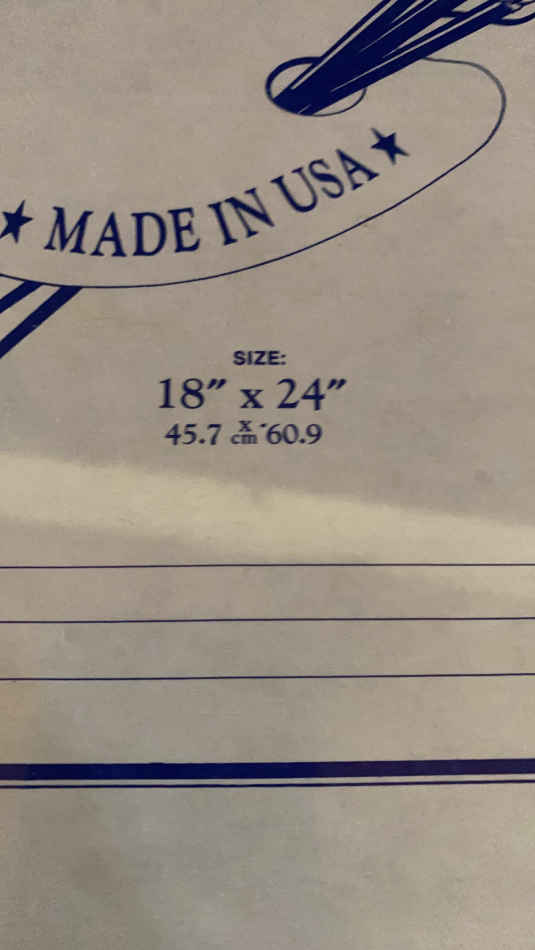 ★ MADE IN USA ★
SIZE:
18″ x 24″
45.7 x cm 60.9